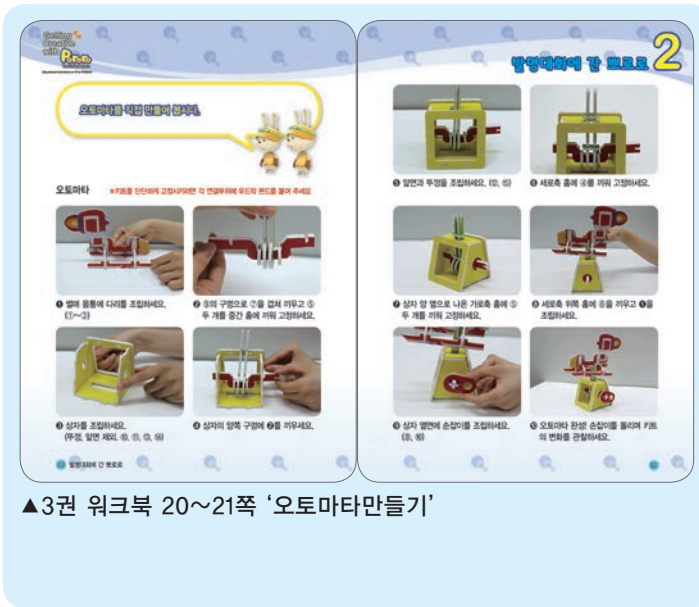 Getting
Creative
with Pororo
오토마타를 직접 만들어 봅시다.
오토마타
※키트를 단단하게 고정시키려면 각 연결부위에 우드락 본드를 붙여 주세요
❶ 썰매 몸통에 다리를 조립하세요.
(①~③)
❷ ⑨의 구멍으로 ⑦을 겹쳐 끼우고 ⑤
두 개를 중간 홈에 끼워 고정하세요.
❸ 상자를 조립하세요.
❹ 상자의 양쪽 구멍에 ❷를 끼우세요.
발명대회에 간 뽀로로
발명대회에 간 뽀로로 2
❺ 앞면과 뚜껑을 조립하세요.
❻ 세로축 홈에 ④를 끼워 고정하세요.
❼ 상자 양 옆으로 나온 가로축 홈에 ⑤
두 개를 끼워 고정하세요.
❽ 세로축 위쪽 홈에 ⑥을 끼우고 ❶을
조립하세요.
❾ 상자 옆면에 손잡이를 조립하세요.
❿ 오토마타 완성! 손잡이를 돌리며 키트
의 변화를 관찰하세요.
▲3권 워크북 20~21쪽 ‘오토마타만들기’